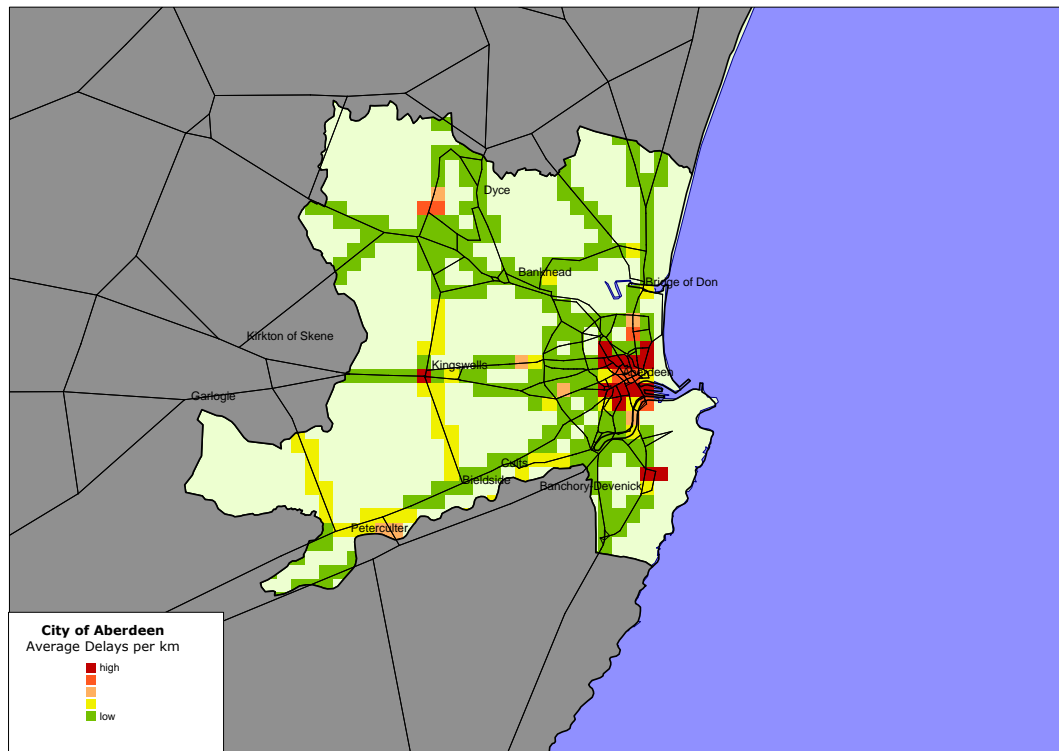 Dyce
Bankhead
Bridge of Don
Kirkton of Skene
Kingswells
Aberdeen
Garlogie
Cults
Bieldside
Banchory-Devenick
Peterculter
City of Aberdeen
Average Delays per km
high
low